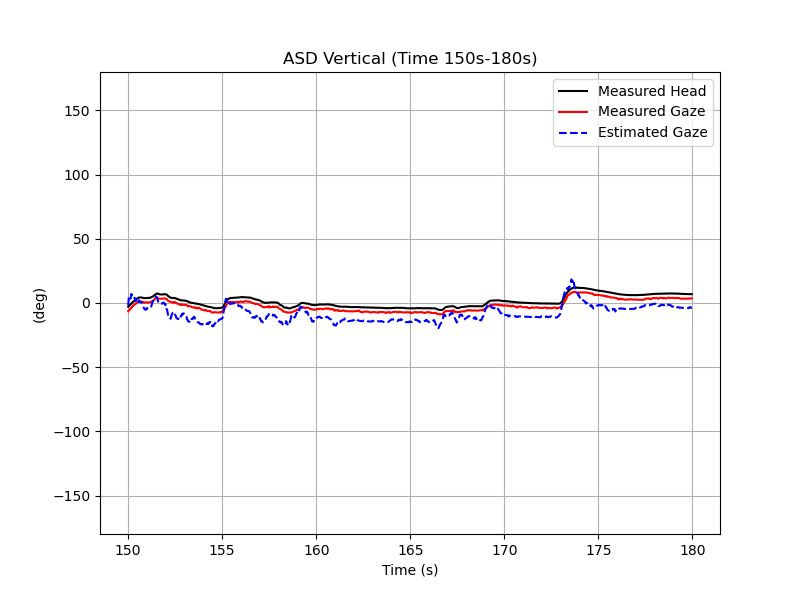 ASD Vertical (Time 150s-180s)
Measured Head
Measured Gaze
Estimated Gaze
(deg)
150
100
50
0
−50
−100
−150
150 155 160 165 170 175 180
Time (s)